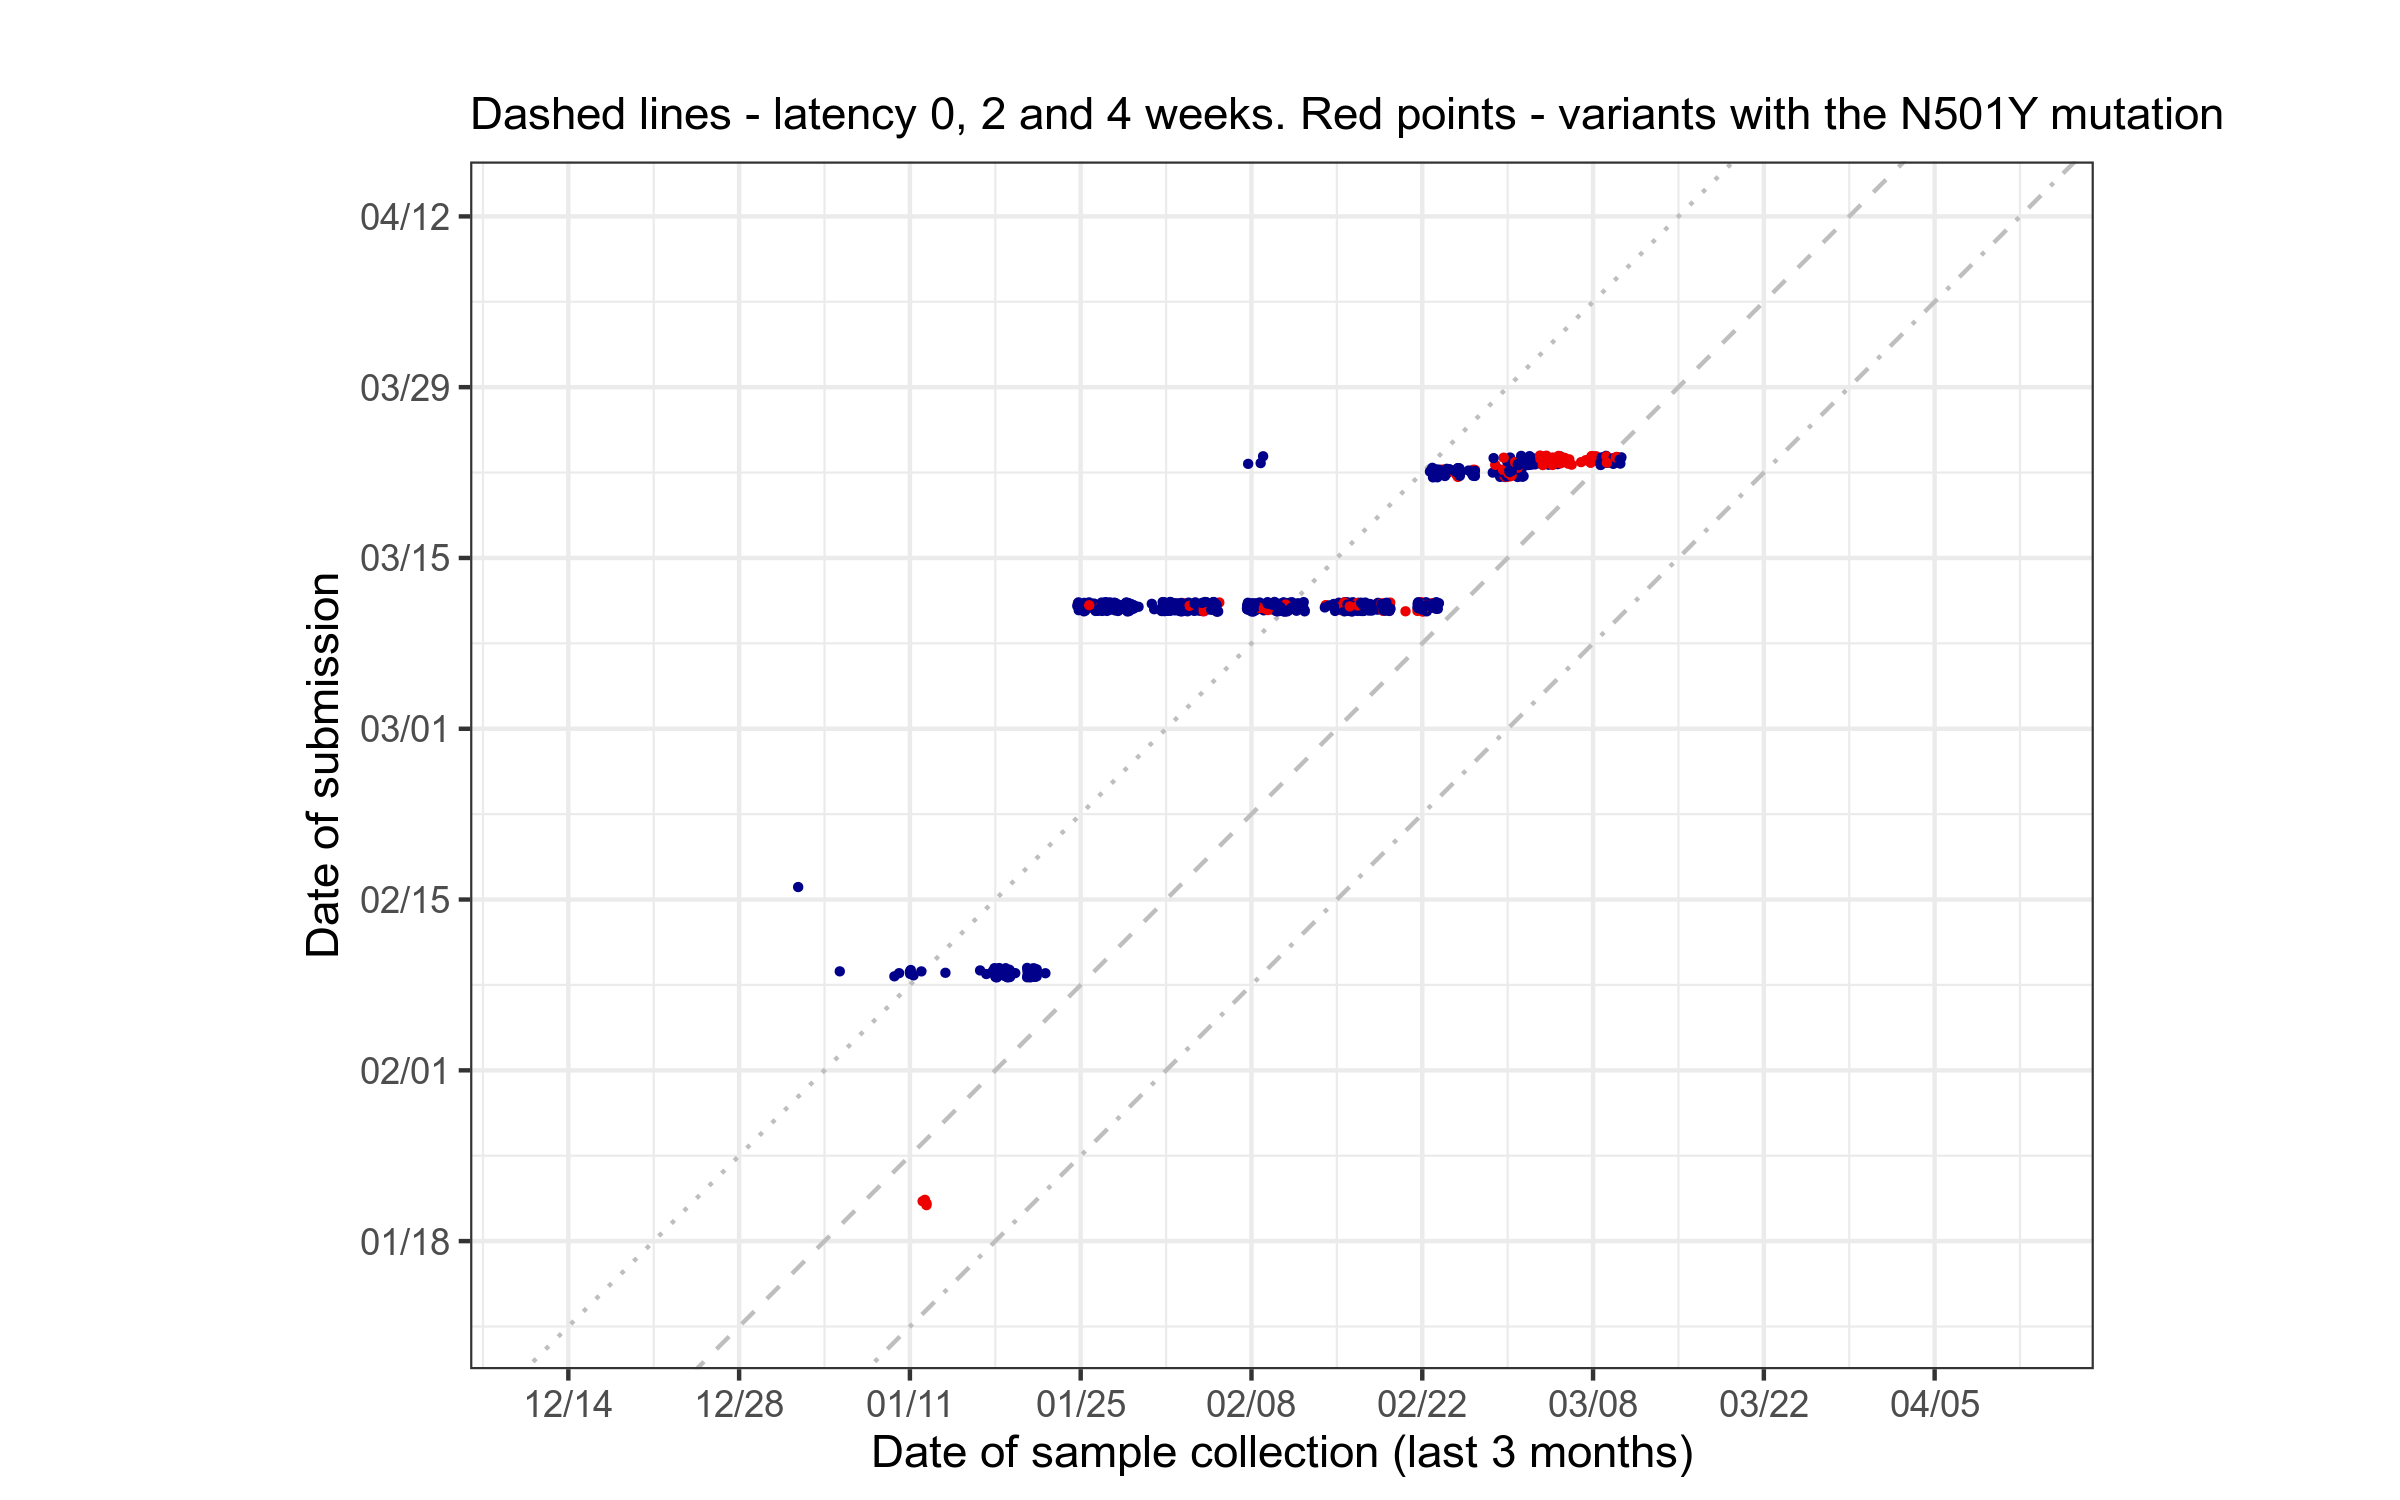 Dashed lines - latency 0, 2 and 4 weeks. Red points - variants with the N501Y mutation
04/12
03/29
03/15
03/01
02/15
02/01
01/18
Date of submission
12/14 12/28 01/11 01/25 02/08 02/22 03/08 03/22 04/05
Date of sample collection (last 3 months)